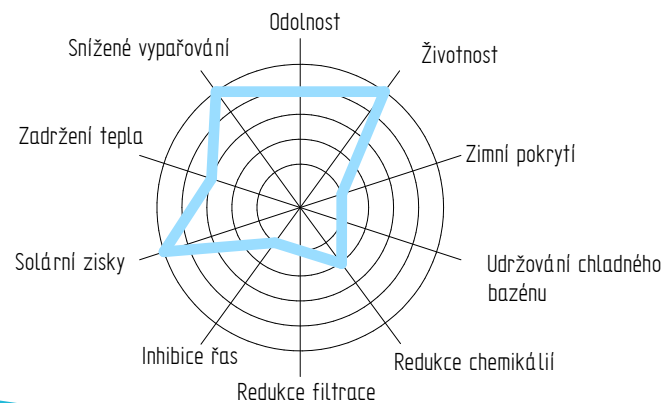 Odolnost
Snížené vypařování
Životnost
Zadržení tepla
Zimní pokrytí
Solární zisky
Udržování chladného
bazénu
Inhibice řas
Redukce chemikálií
Redukce filtrace